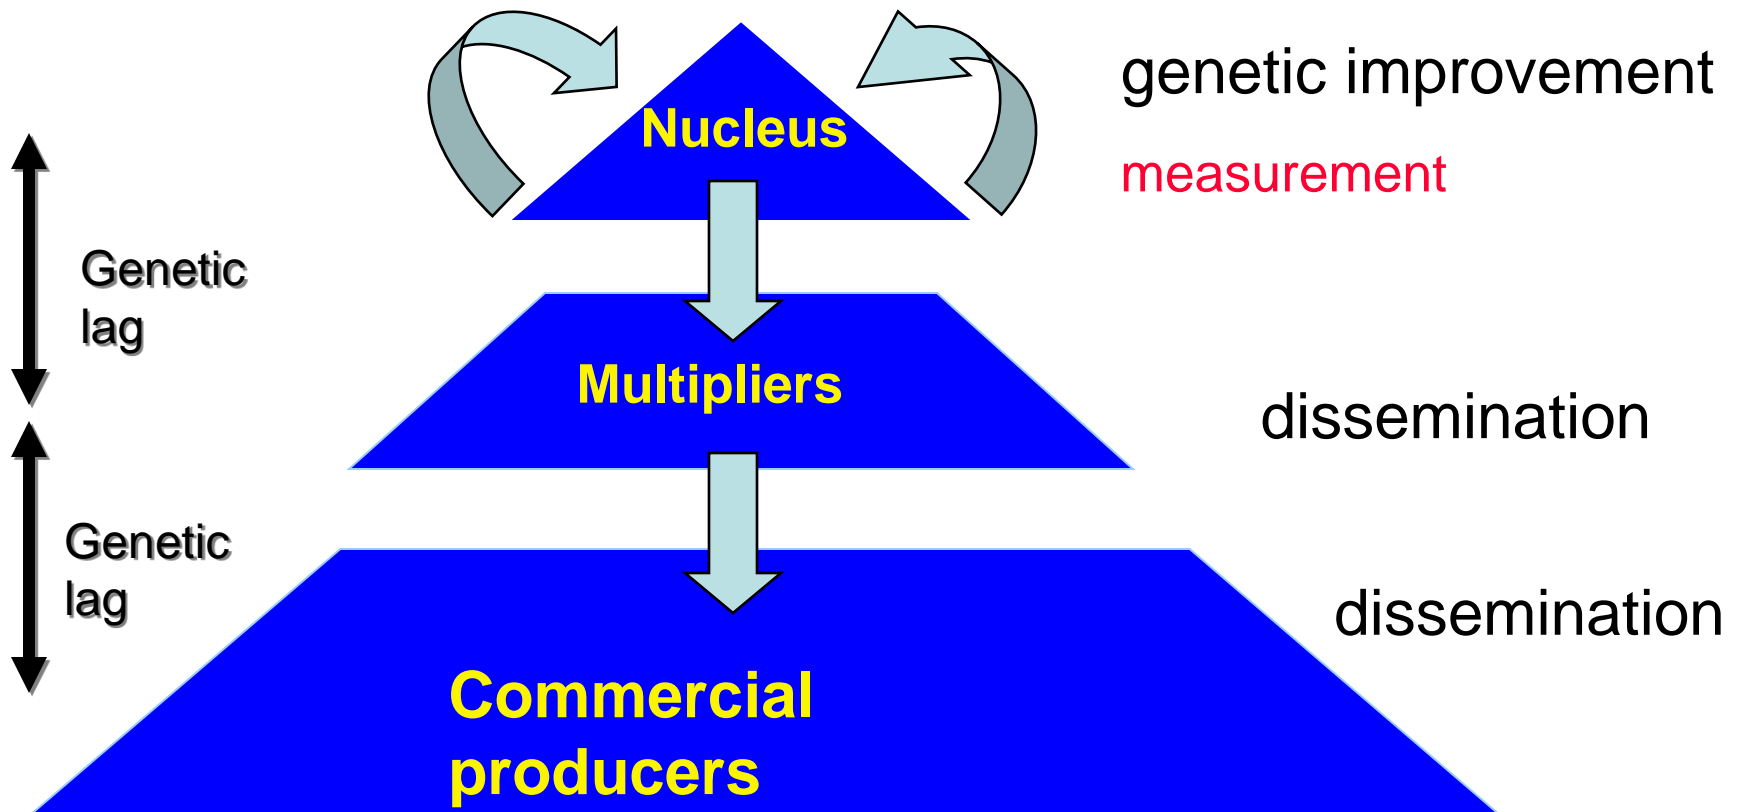 genetic improvement
Nucleus
measurement
Genetic
lag
Multipliers
dissemination
Genetic
lag
dissemination
Commercial
producers